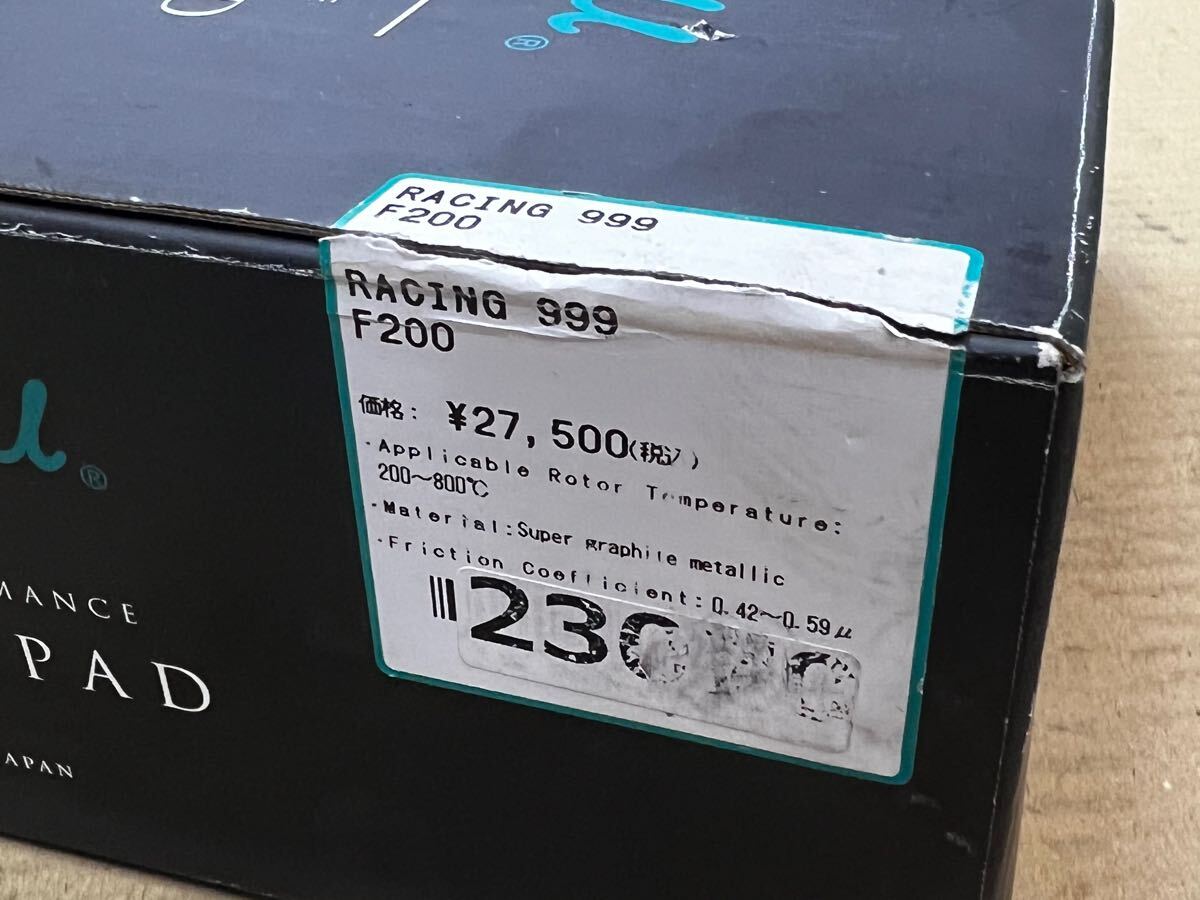 ®
RACING 999
F200
RACING 999
F200
価格: ¥27,500(税込)
·Applicable Rotor Temperature:
200~800℃
·Material:Super graphite metallic
·Friction Coefficient:0.42~0.59μ
®
MANCE
PAD
APAN